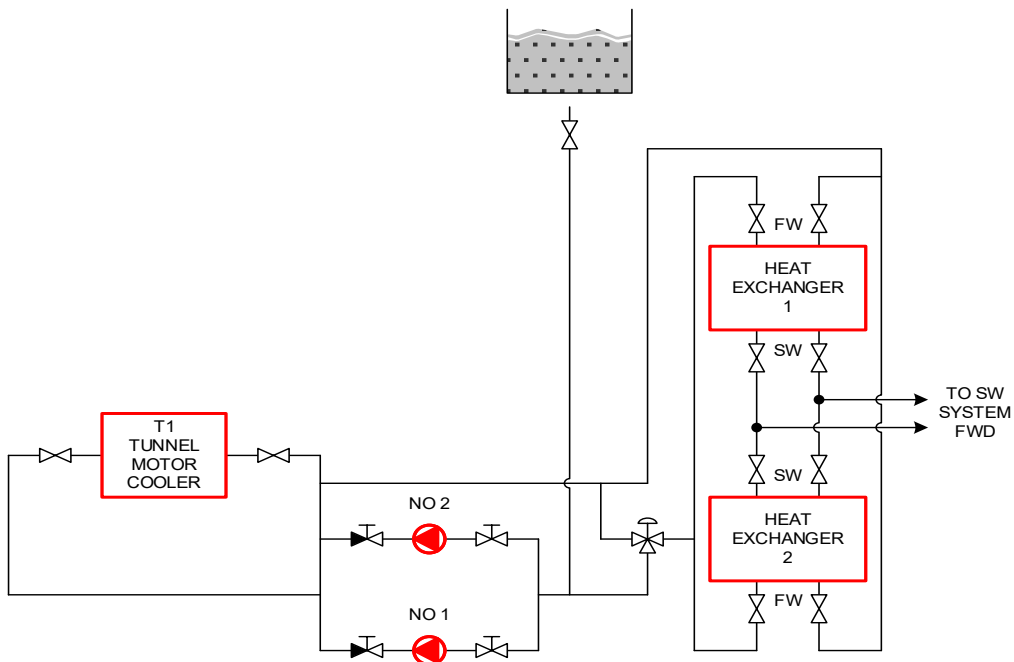 FW
HEAT
EXCHANGER
1
SW
TO SW
SYSTEM
FWD
T1
TUNNEL
MOTOR
COOLER
SW
NO 2
HEAT
EXCHANGER
2
FW
NO 1